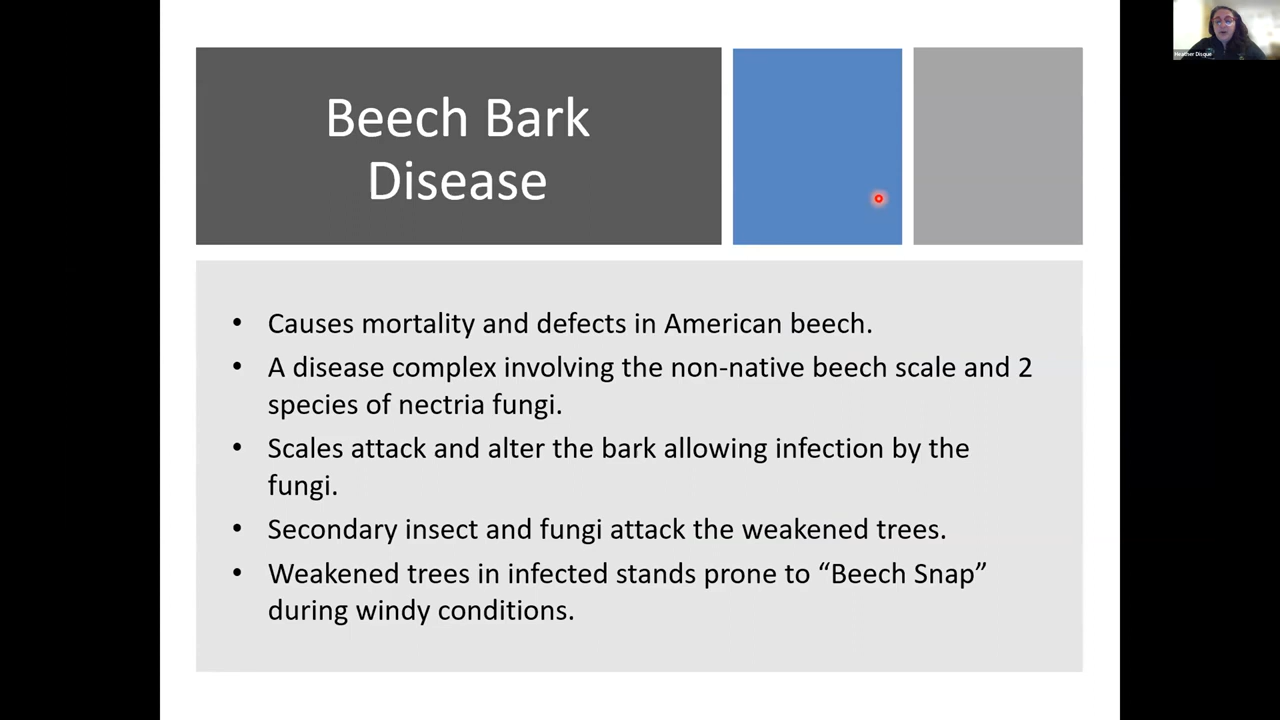 Heather Disque
Beech Bark
Disease
• Causes mortality and defects in American beech.
• A disease complex involving the non-native beech scale and 2
species of nectria fungi.
• Scales attack and alter the bark allowing infection by the
fungi.
• Secondary insect and fungi attack the weakened trees.
• Weakened trees in infected stands prone to “Beech Snap”
during windy conditions.